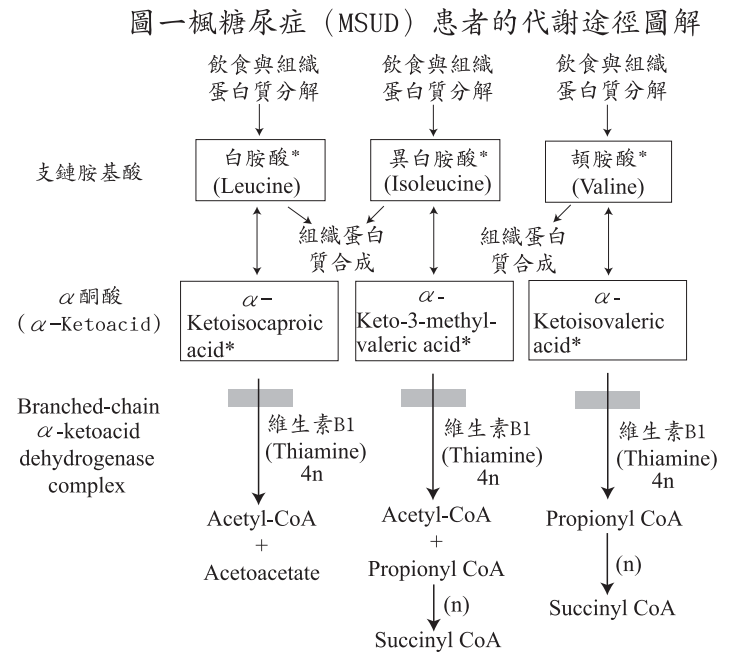 圖一楓糖尿症（MSUD）患者的代謝途徑圖解
飲食與組織
蛋白質分解
飲食與組織
蛋白質分解
飲食與組織
蛋白質分解
支鏈胺基酸
白胺酸*
(Leucine)
異白胺酸*
(Isoleucine)
頡胺酸*
(Valine)
組織蛋白
質合成
組織蛋白
質合成
α酮酸
(α-Ketoacid)
α-
Ketoisocaproic
acid*
α-
Keto-3-methyl-
valeric acid*
α-
Ketoisovaleric
acid*
Branched-chain
α-ketoacid
dehydrogenase
complex
維生素B1
(Thiamine)
4n
維生素B1
(Thiamine)
4n
維生素B1
(Thiamine)
4n
Acetyl-CoA
+
Acetoacetate
Acetyl-CoA
+
Propionyl CoA
(n)
Succinyl CoA
Propionyl CoA
(n)
Succinyl CoA